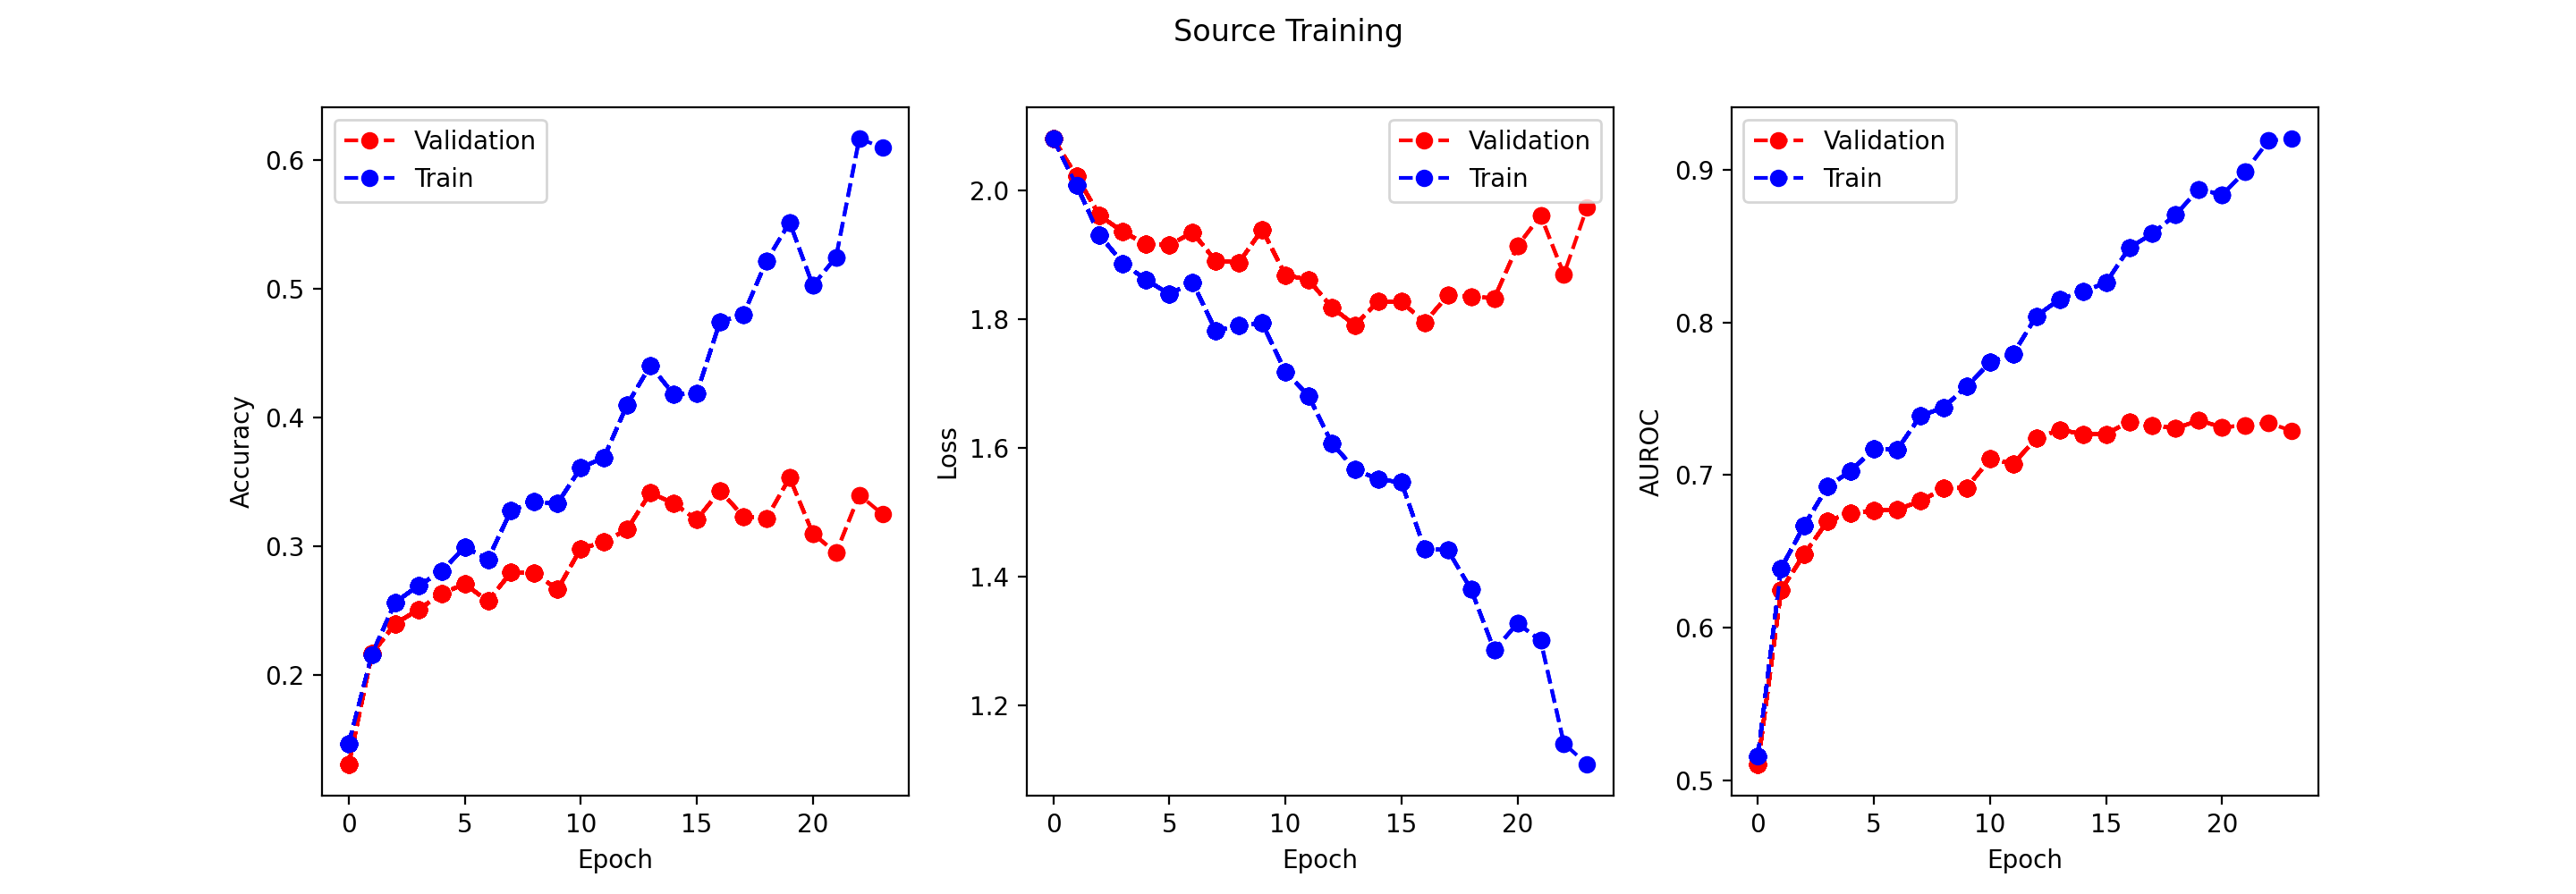 Source Training
Accuracy
0.6
0.5
0.4
0.3
0.2
Validation
Train
0 5 10 15 20
Epoch
Loss
2.0
1.8
1.6
1.4
1.2
Validation
Train
0 5 10 15 20
Epoch
AUROC
0.9
0.8
0.7
0.6
0.5
Validation
Train
0 5 10 15 20
Epoch